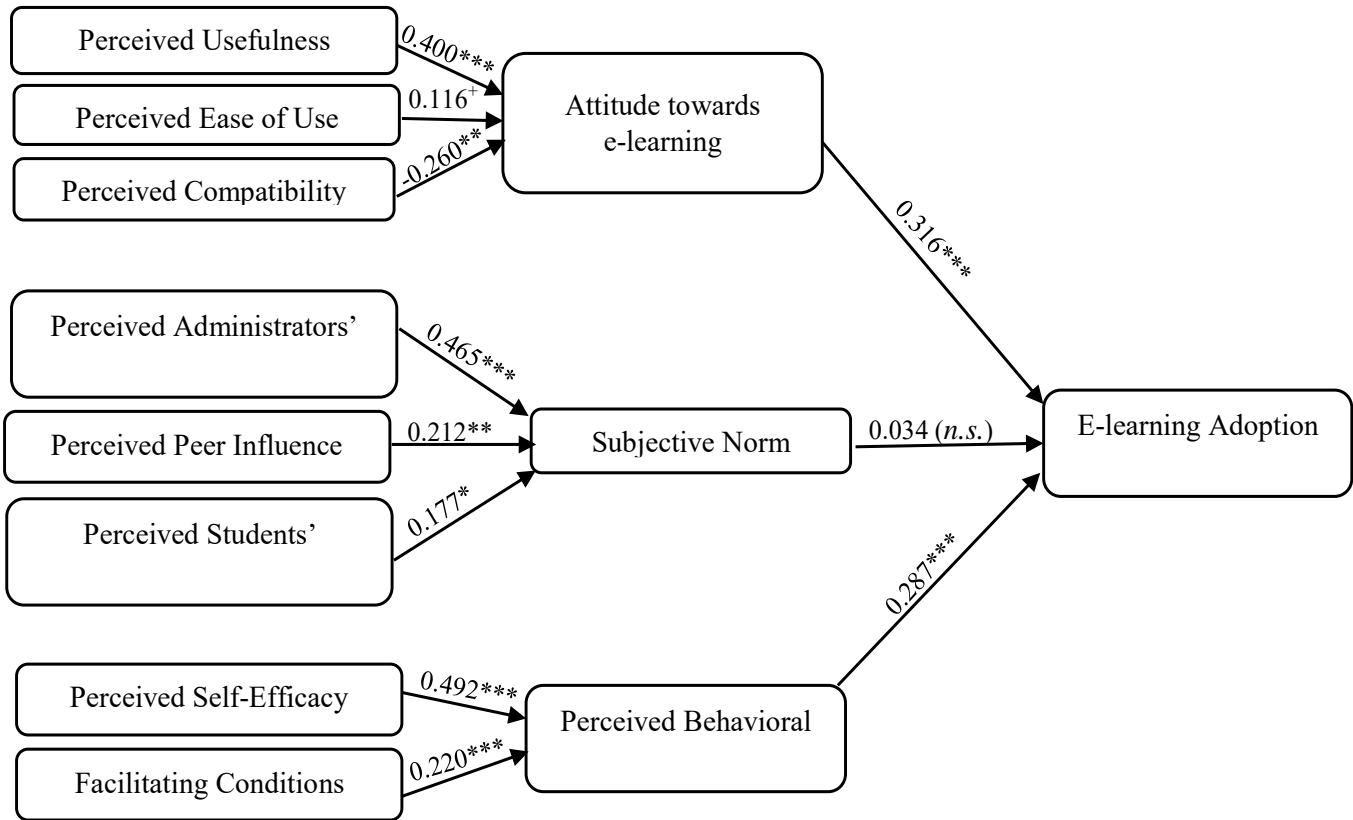 Perceived Usefulness
0.400***
Perceived Ease of Use
0.116+
Perceived Compatibility
-0.260**
Attitude towards
e-learning
0.316***
Perceived Administrators’
0.465***
Perceived Peer Influence
0.212**
Perceived Students’
0.177*
Subjective Norm
0.034 (n.s.)
E-learning Adoption
Perceived Self-Efficacy
0.492***
Facilitating Conditions
0.220***
Perceived Behavioral
0.287***